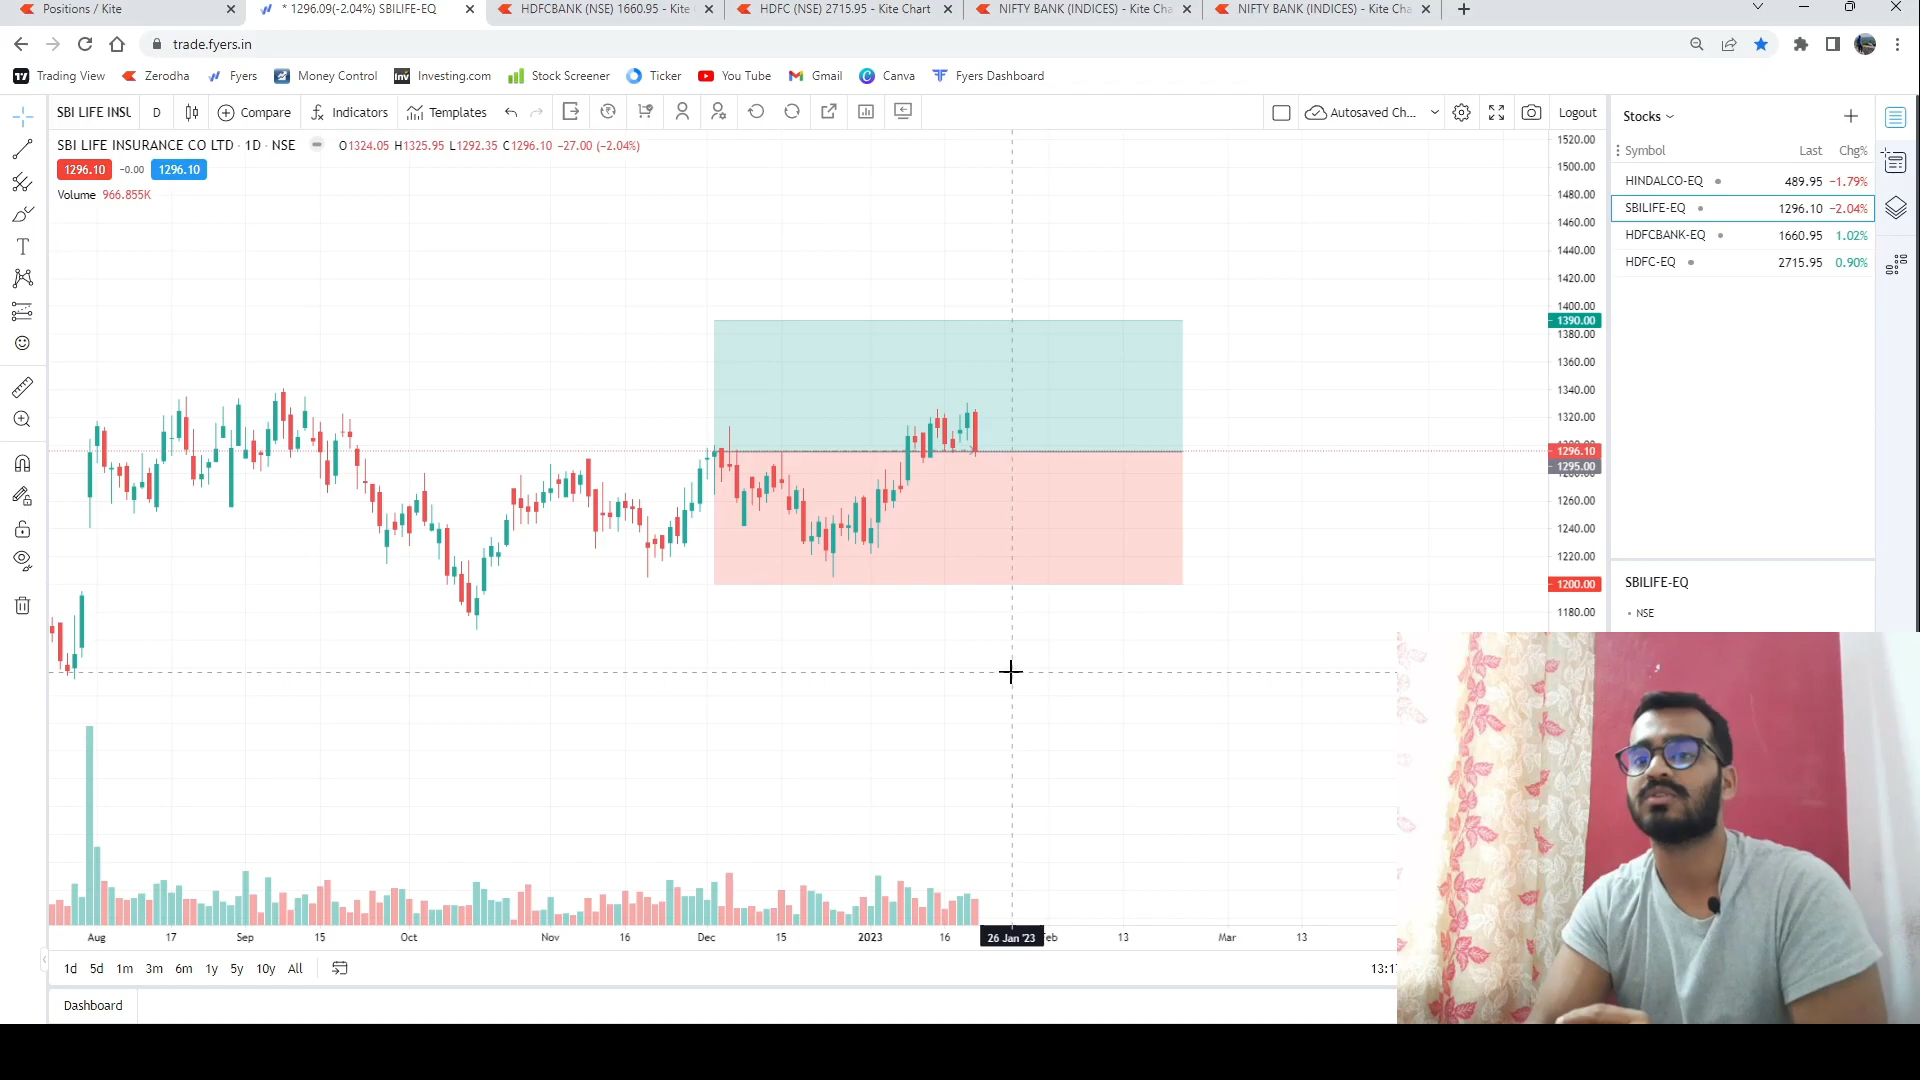 Positions / Kite
* 1296.09(-2.04%) SBILIFE-EQ
HDFCBANK (NSE) 1660.95 - Kite
HDFC (NSE) 2715.95 - Kite Chart
NIFTY BANK (INDICES) - Kite Cha
NIFTY BANK (INDICES) - Kite Cha
trade.fyers.in
Trading View
Zerodha
Fyers
Money Control
Investing.com
Stock Screener
Ticker
You Tube
Gmail
Canva
Fyers Dashboard
SBI LIFE INSU
D
Compare
Indicators
Templates
Autosaved Ch...
Logout
SBI LIFE INSURANCE CO LTD · 1D · NSE
O1324.05 H1325.95 L1292.35 C1296.10 -27.00 (-2.04%)
1296.10 -0.00 1296.10
Volume 966.855K
1520.00
1500.00
1480.00
1460.00
1440.00
1420.00
1400.00
1390.00
1380.00
1360.00
1340.00
1320.00
1296.10
1295.00
1260.00
1240.00
1220.00
1200.00
1180.00
Stocks
Symbol Last Chg%
HINDALCO-EQ 489.95 −1.79%
SBILIFE-EQ 1296.10 −2.04%
HDFCBANK-EQ 1660.95 1.02%
HDFC-EQ 2715.95 0.90%
SBILIFE-EQ
NSE
Aug 17 Sep 15 Oct Nov 16 Dec 15 2023 16 26 Jan '23 eb 13 Mar 13
1d 5d 1m 3m 6m 1y 5y 10y All
13:1
Dashboard